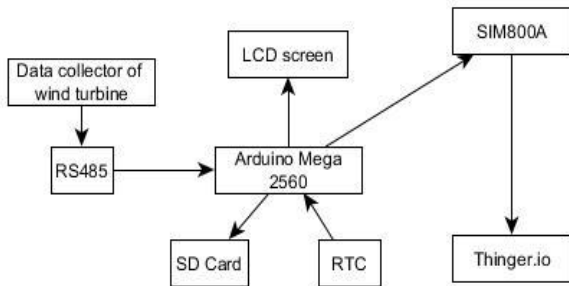 SIM800A
LCD screen
Data collector of
wind turbine
RS485
Arduino Mega
2560
SD Card
RTC
Thinger.io